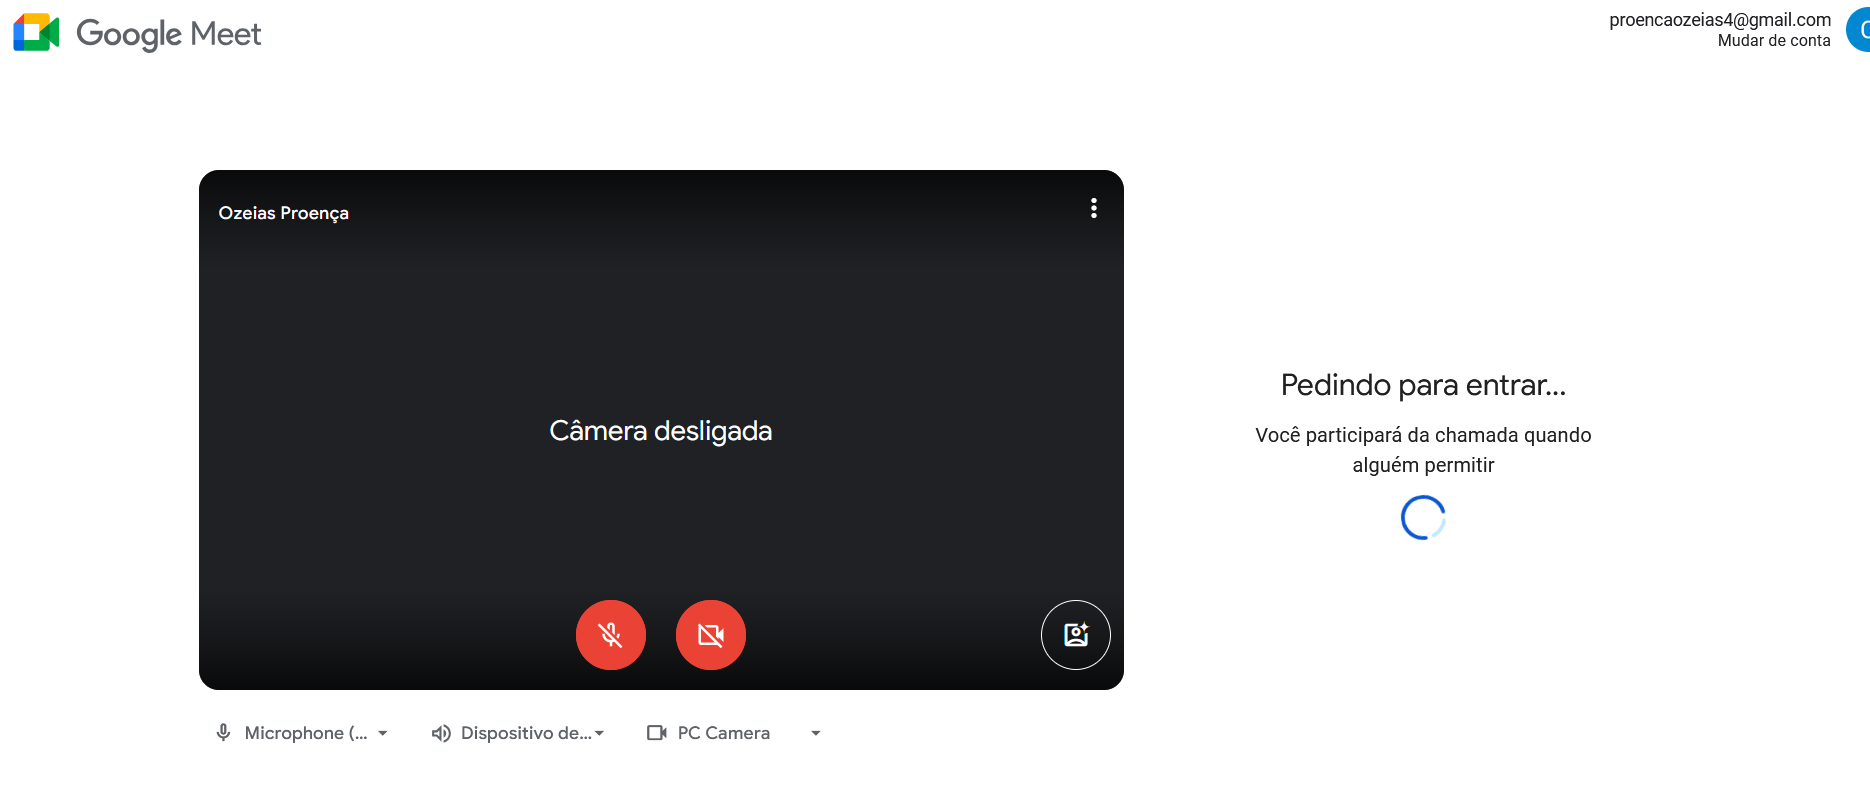 Google Meet
proencaozeias4@gmail.com
Mudar de conta
Ozeias Proença
Câmera desligada
Pedindo para entrar...
Você participará da chamada quando
alguém permitir
Microphone (...
Dispositivo de...
PC Camera